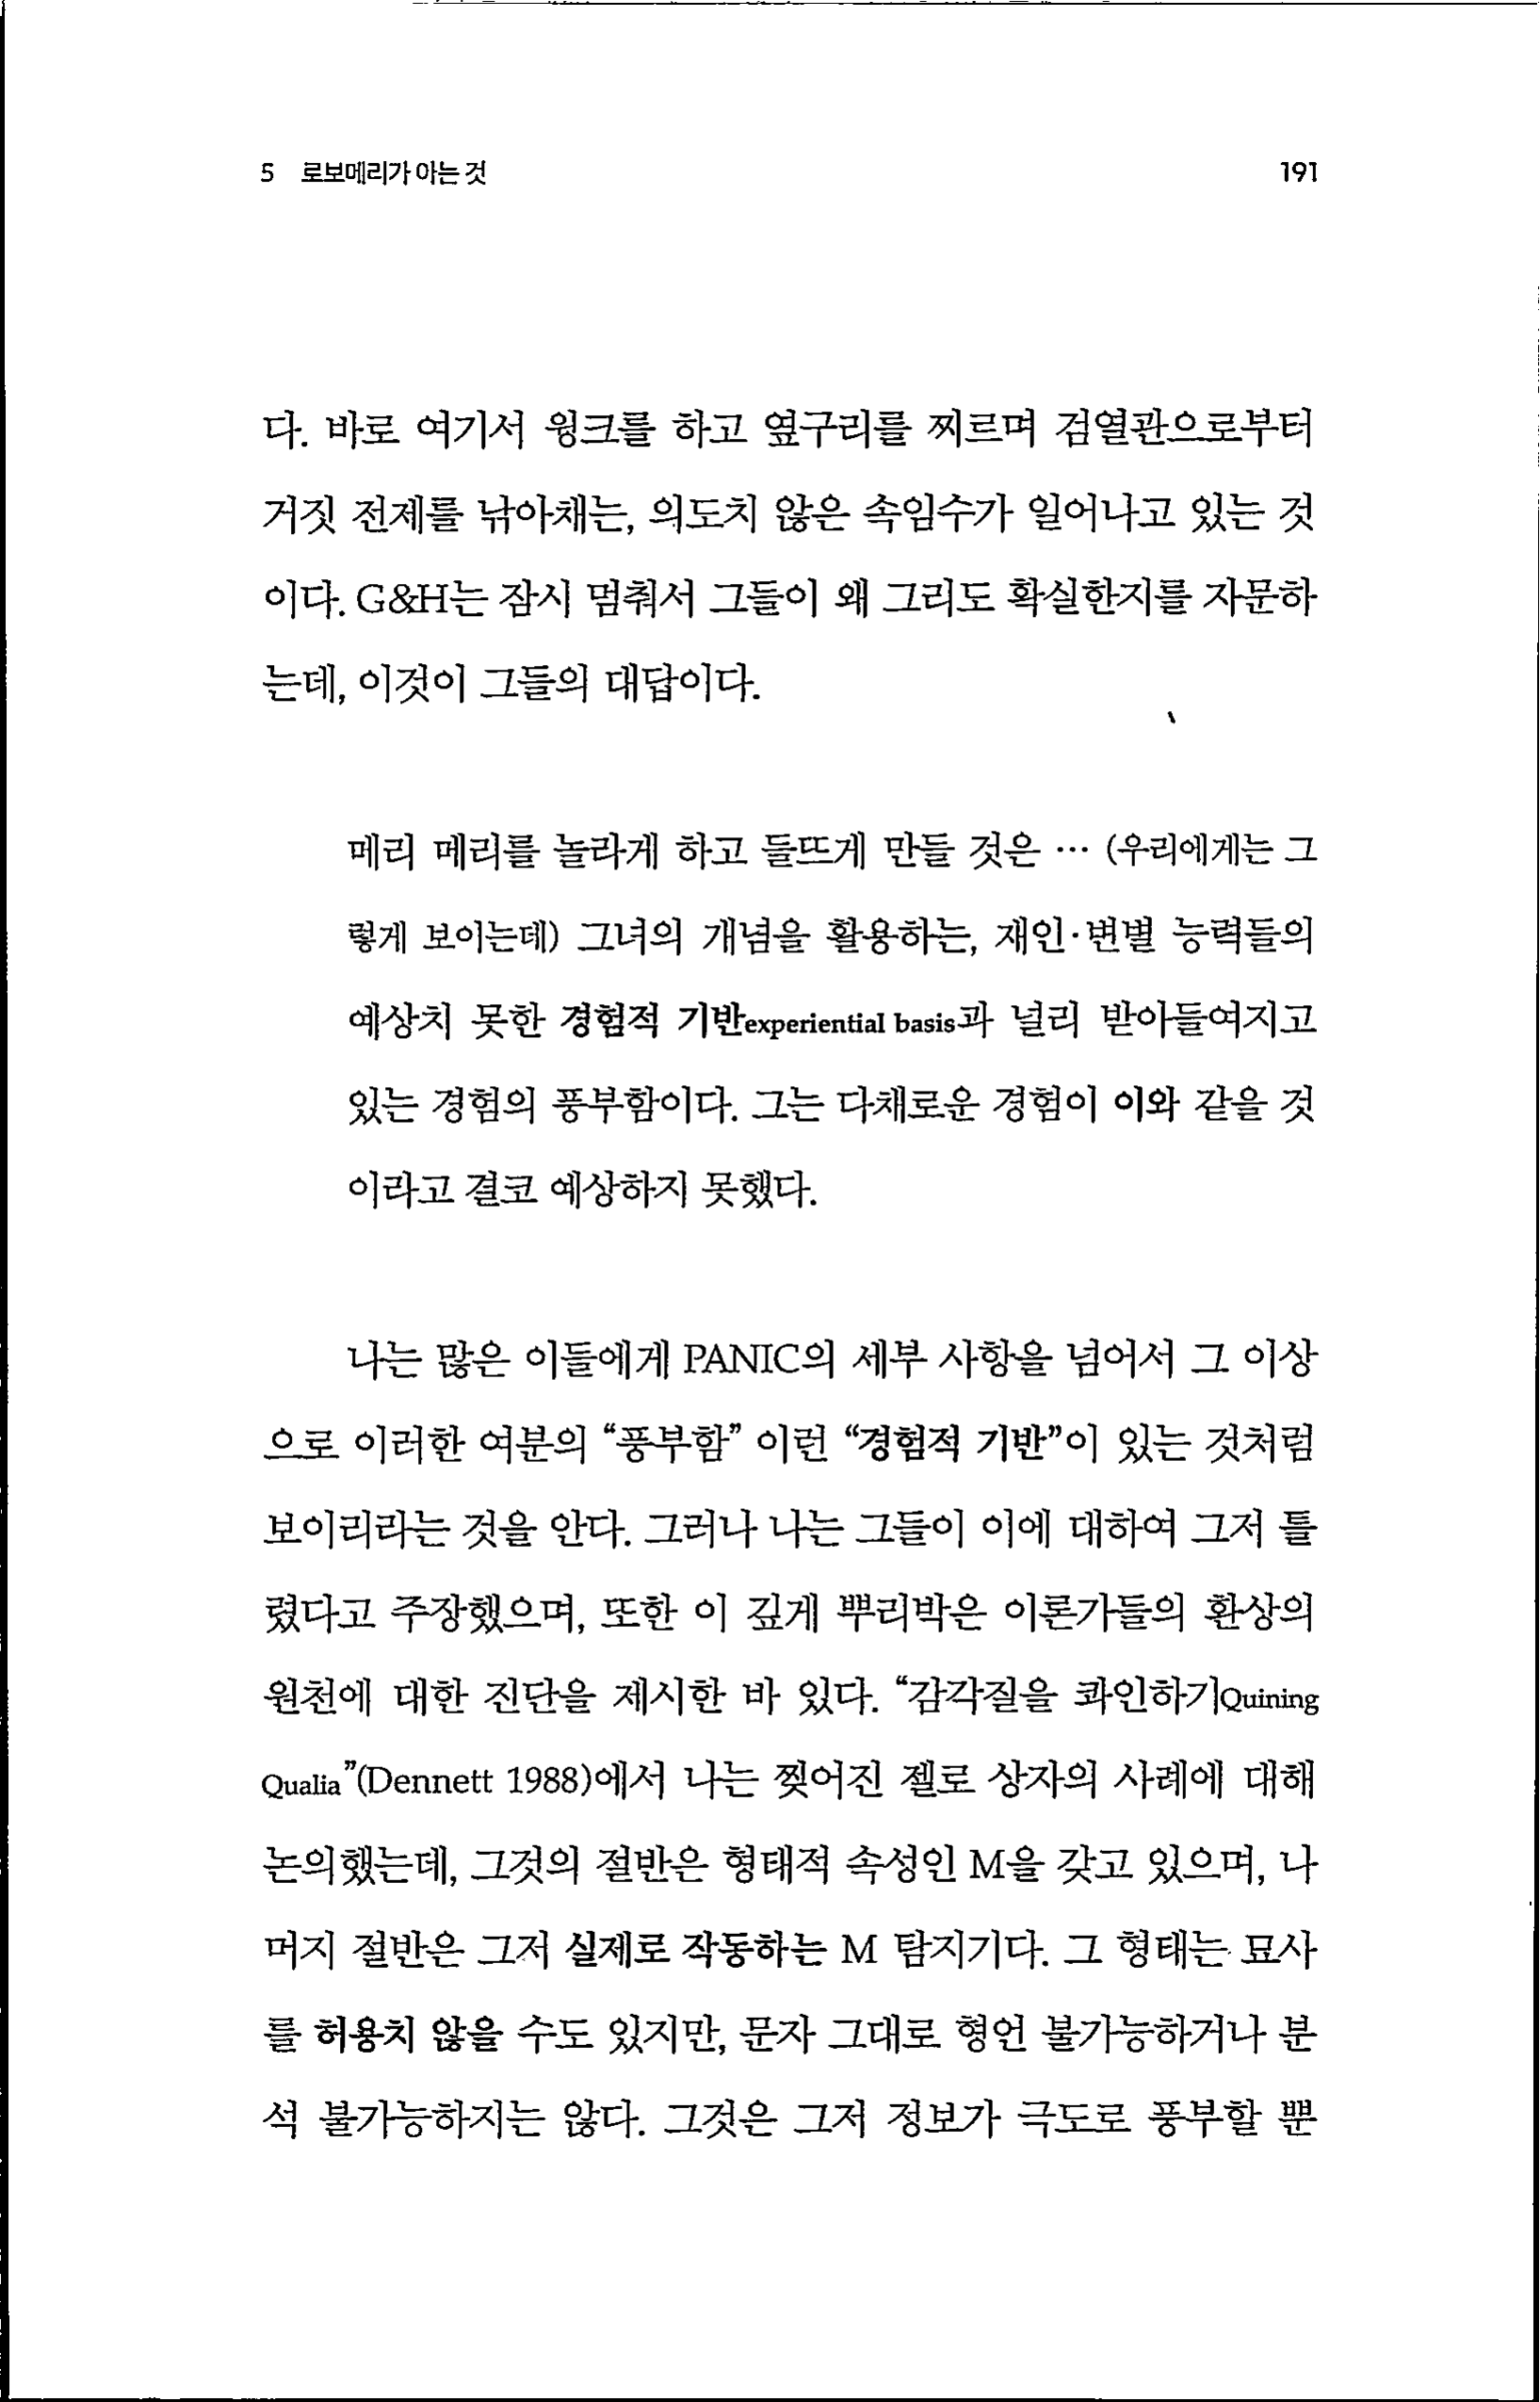 5 로보메리가 아는 것 191
다. 바로 여기서 윙크를 하고 옆구리를 찌르며 검열관으로부터
거짓 전제를 낚아채는, 의도치 않은 속임수가 일어나고 있는 것
이다. G&H는 잠시 멈춰서 그들이 왜 그리도 확실한지를 자문하
는데, 이것이 그들의 대답이다.
메리 메리를 놀라게 하고 들뜨게 만들 것은 … (우리에게는 그
렇게 보이는데) 그녀의 개념을 활용하는, 재인·변별 능력들의
예상치 못한 경험적 기반experiential basis과 널리 받아들여지고
있는 경험의 풍부함이다. 그는 다채로운 경험이 이와 같을 것
이라고 결코 예상하지 못했다.
나는 많은 이들에게 PANIC의 세부 사항을 넘어서 그 이상
으로 이러한 여분의 “풍부함” 이런 “경험적 기반”이 있는 것처럼
보이리라는 것을 안다. 그러나 나는 그들이 이에 대하여 그저 틀
렸다고 주장했으며, 또한 이 깊게 뿌리박은 이론가들의 환상의
원천에 대한 진단을 제시한 바 있다. “감각질을 콰인하기Quining
Qualia”(Dennett 1988)에서 나는 찢어진 젤로 상자의 사례에 대해
논의했는데, 그것의 절반은 형태적 속성인 M을 갖고 있으며, 나
머지 절반은 그저 실제로 작동하는 M 탐지기다. 그 형태는 묘사
를 허용치 않을 수도 있지만, 문자 그대로 형언 불가능하거나 분
석 불가능하지는 않다. 그것은 그저 정보가 극도로 풍부할 뿐